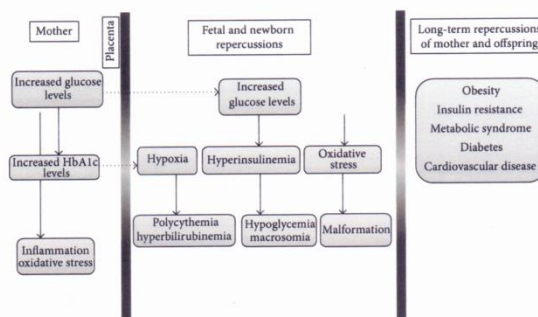 Mother
Placenta
Fetal and newborn
repercussions
Long-term repercussions
of mother and offspring
Increased glucose
levels
Increased
glucose levels
Obesity
Insulin resistance
Metabolic syndrome
Diabetes
Cardiovascular disease
Increased HbA1c
levels
Hypoxia
Hyperinsulinemia
Oxidative
stress
Polycythemia
hyperbilirubinemia
Hypoglycemia
macrosomia
Malformation
Inflammation
oxidative stress